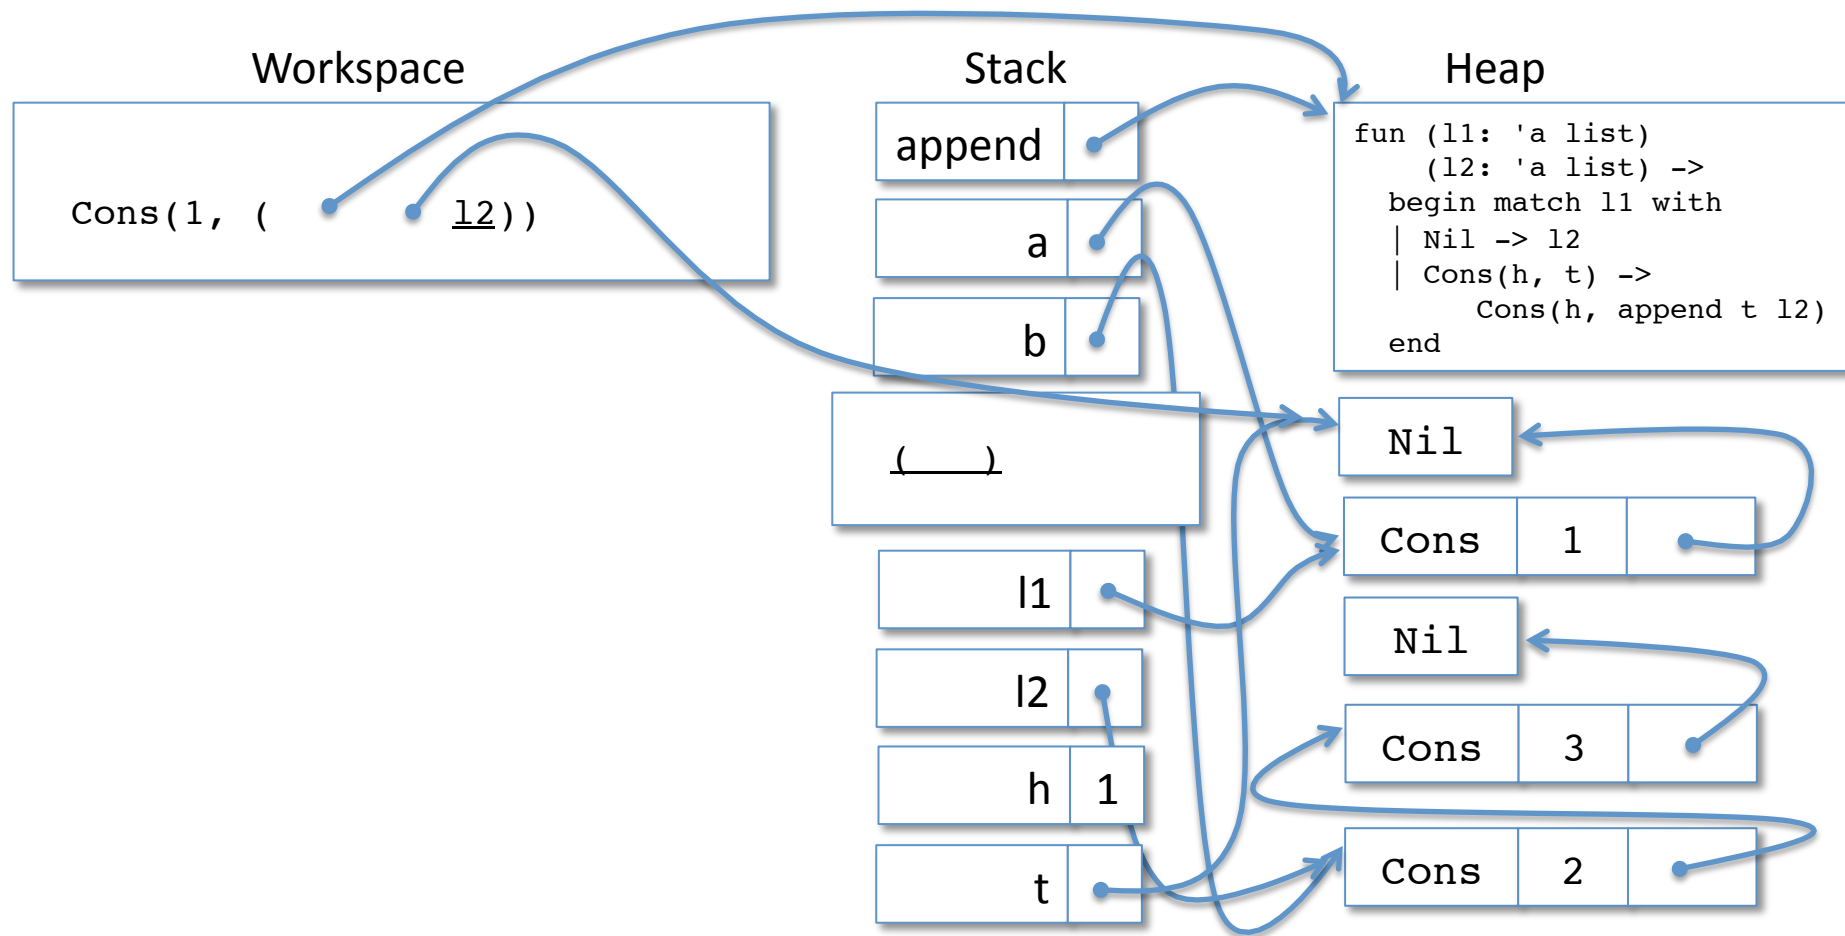 Workspace
Stack
Heap
Cons(1, ( l2))
append
a
b
( )
l1
l2
h 1
t
fun (l1: 'a list)
(l2: 'a list) ->
begin match l1 with
| Nil -> l2
| Cons(h, t) ->
Cons(h, append t l2)
end
Nil
Cons 1
Nil
Cons 3
Cons 2